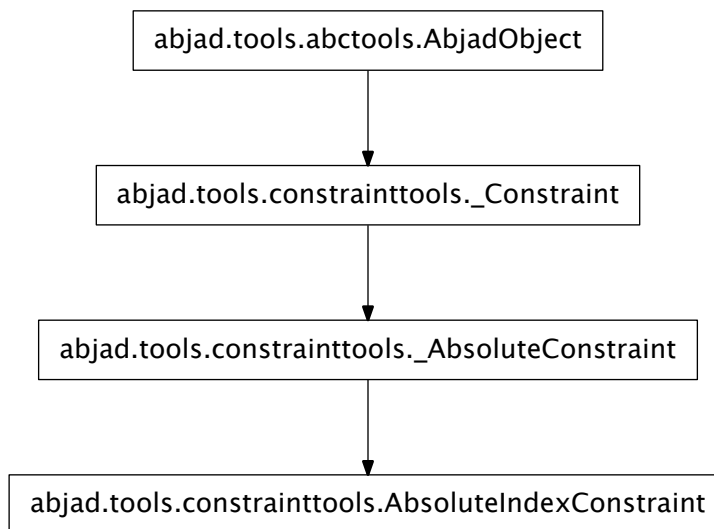 abjad.tools.abctools.AbjadObject
abjad.tools.constrainttools._Constraint
abjad.tools.constrainttools._AbsoluteConstraint
abjad.tools.constrainttools.AbsoluteIndexConstraint